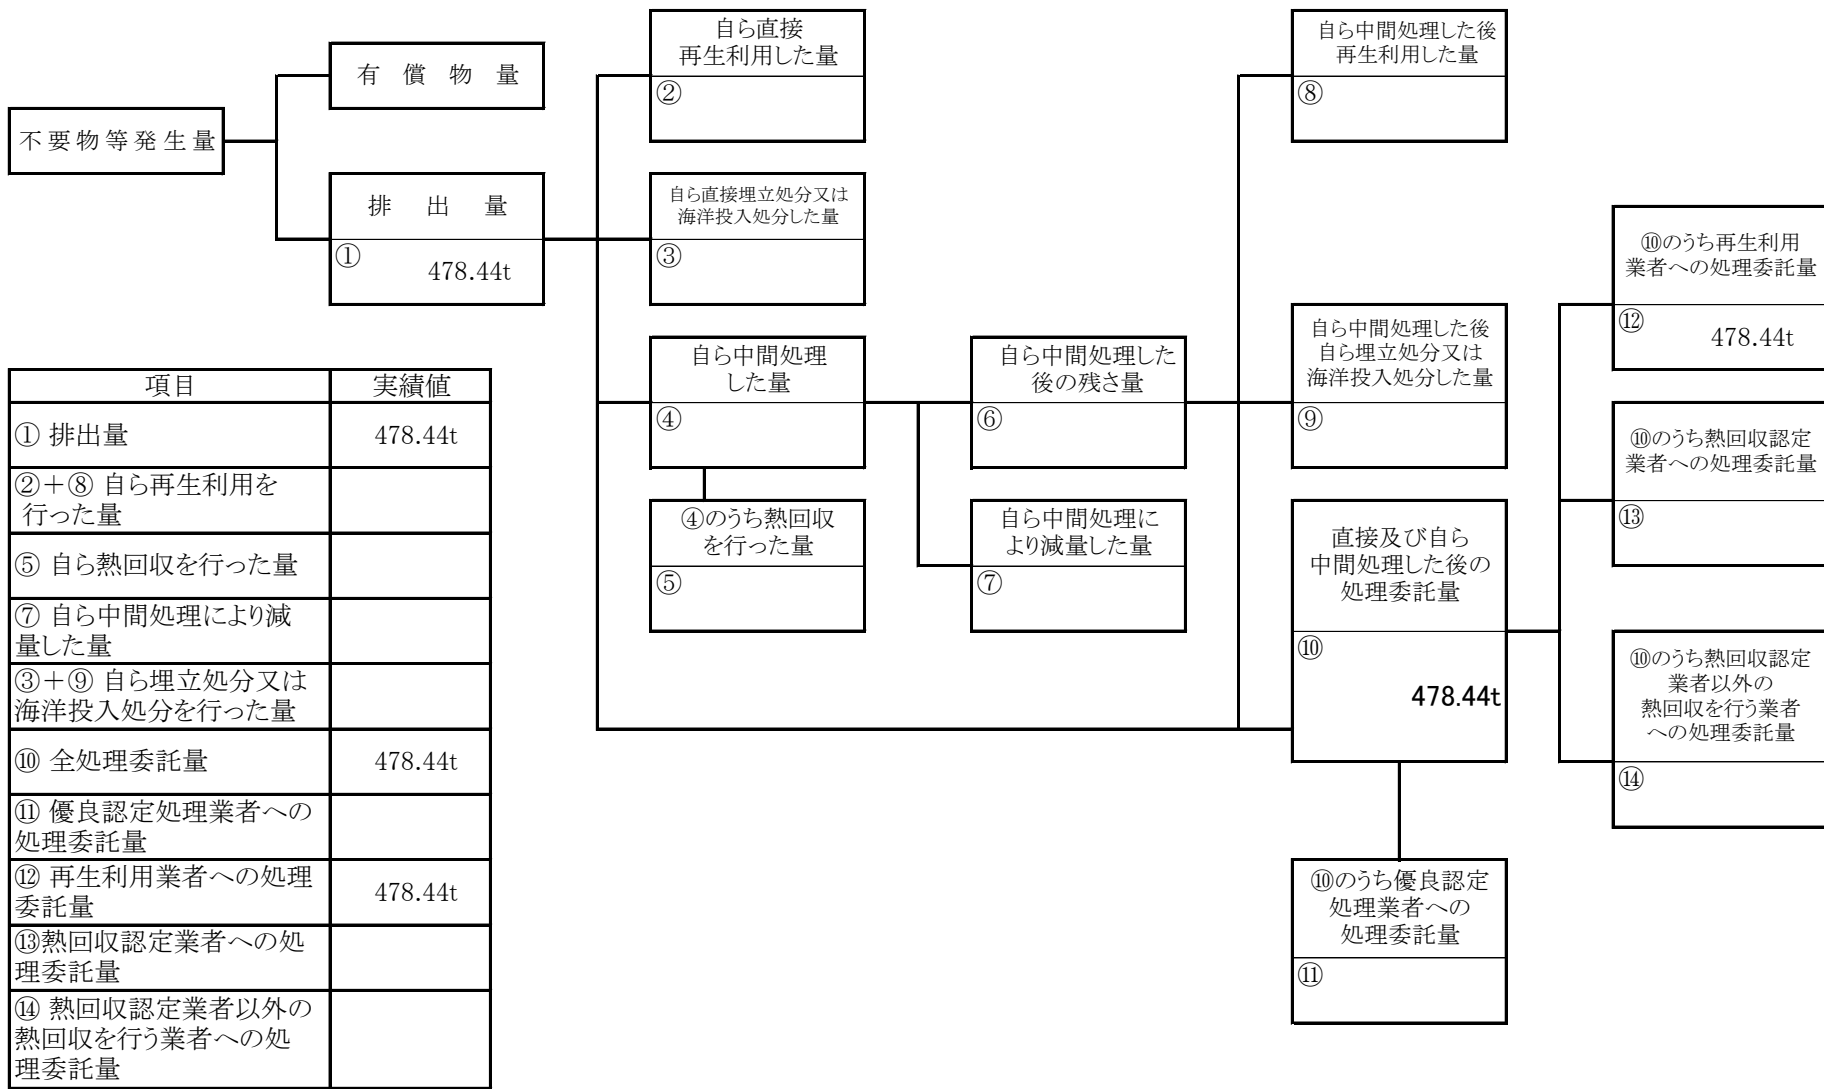 不要物等発生量
有償物量
排出量
①
478.44t
自ら直接
再生利用した量
②
自ら直接埋立処分又は
海洋投入処分した量
③
自ら中間処理
した量
④
④のうち熱回収
を行った量
⑤
自ら中間処理した
後の残さ量
⑥
自ら中間処理に
より減量した量
⑦
自ら中間処理した後
再生利用した量
⑧
自ら中間処理した後
自ら埋立処分又は
海洋投入処分した量
⑨
直接及び自ら
中間処理した後の
処理委託量
⑩
478.44t
⑩のうち優良認定
処理業者への
処理委託量
⑪
⑩のうち再生利用
業者への処理委託量
⑫
478.44t
⑩のうち熱回収認定
業者への処理委託量
⑬
⑩のうち熱回収認定
業者以外の
熱回収を行う業者
への処理委託量
⑭
項目 実績値
① 排出量 478.44t
②＋⑧ 自ら再生利用を
行った量
⑤ 自ら熱回収を行った量
⑦ 自ら中間処理により減
量した量
③＋⑨ 自ら埋立処分又は
海洋投入処分を行った量
⑩ 全処理委託量 478.44t
⑪ 優良認定処理業者への
処理委託量
⑫ 再生利用業者への処理
委託量 478.44t
⑬熱回収認定業者への処
理委託量
⑭ 熱回収認定業者以外の
熱回収を行う業者への処
理委託量